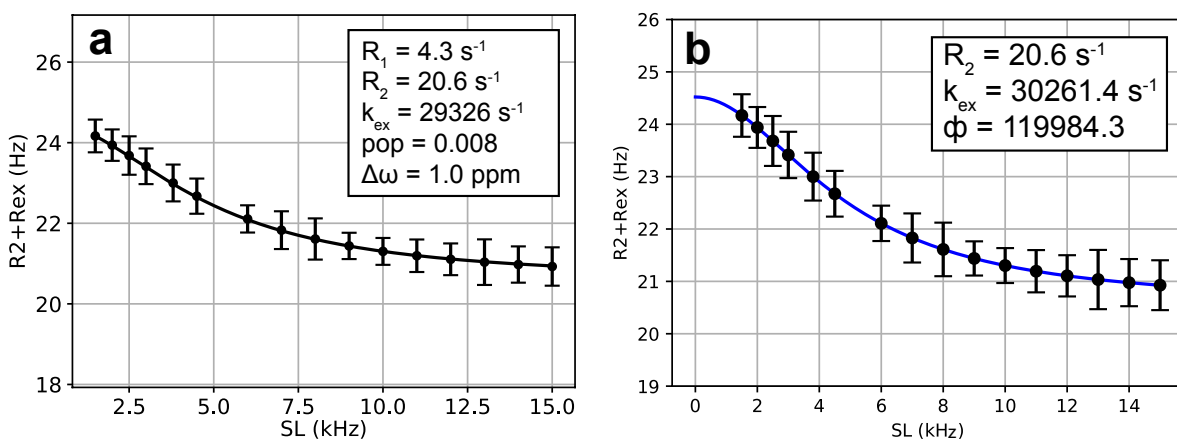 a
R₁ = 4.3 s⁻¹
R₂ = 20.6 s⁻¹
kₑₓ = 29326 s⁻¹
pop = 0.008
Δω = 1.0 ppm
R2+Rex (Hz)
26
24
22
20
18
2.5
5.0
7.5
10.0
12.5
15.0
SL (kHz)
b
R₂ = 20.6 s⁻¹
kₑₓ = 30261.4 s⁻¹
ф = 119984.3
R2+Rex (Hz)
26
25
24
23
22
21
20
19
0
2
4
6
8
10
12
14
SL (kHz)